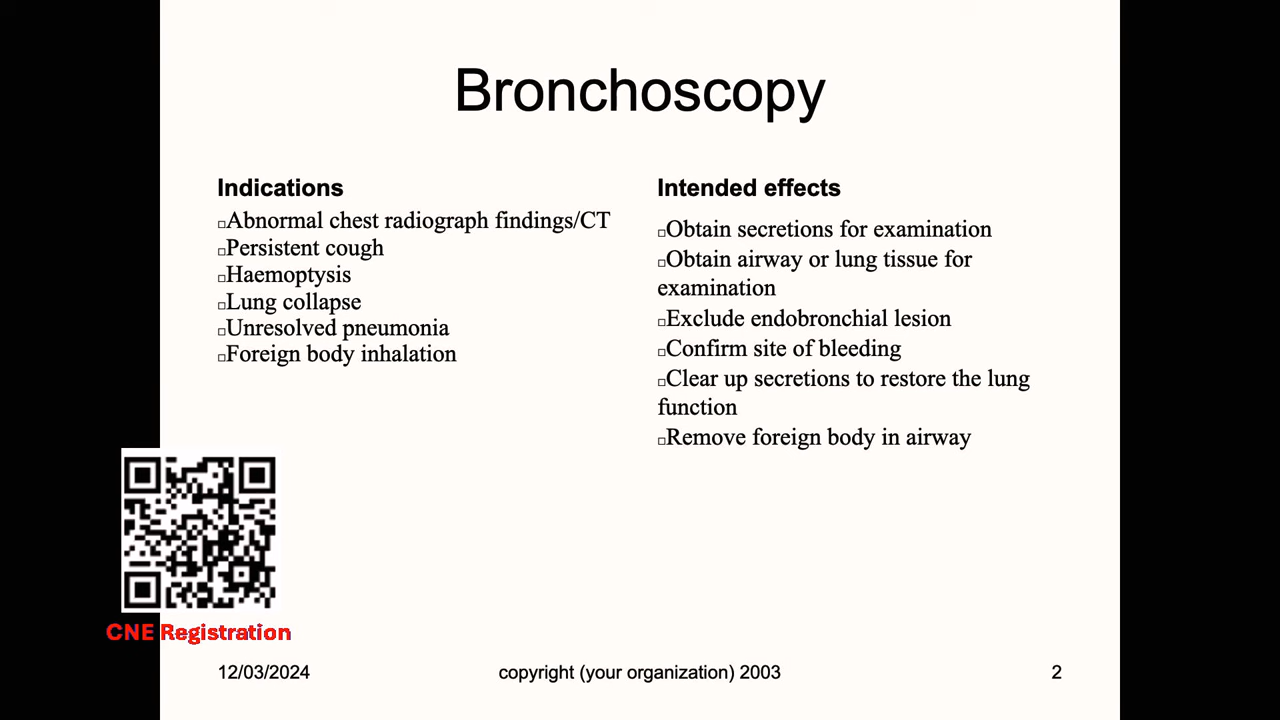 Bronchoscopy
Indications
□Abnormal chest radiograph findings/CT
□Persistent cough
□Haemoptysis
□Lung collapse
□Unresolved pneumonia
□Foreign body inhalation
Intended effects
□Obtain secretions for examination
□Obtain airway or lung tissue for
examination
□Exclude endobronchial lesion
□Confirm site of bleeding
□Clear up secretions to restore the lung
function
□Remove foreign body in airway
CNE Registration
12/03/2024
copyright (your organization) 2003
2